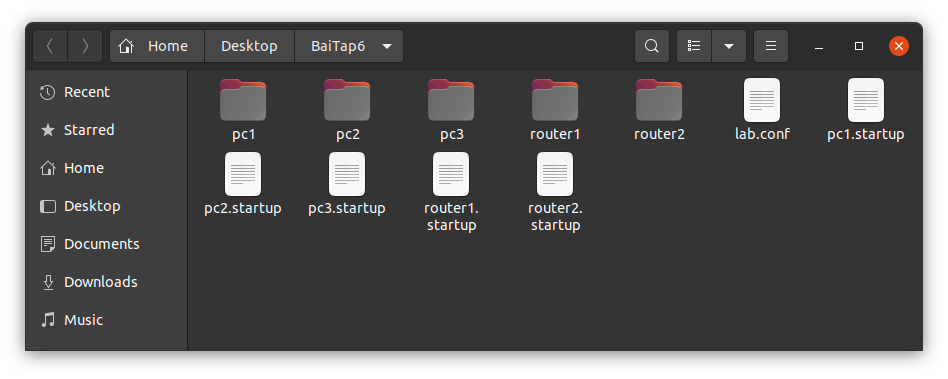 Home Desktop BaiTap6
Recent
Starred
Home
Desktop
Documents
Downloads
Music
pc1 pc2 pc3 router1 router2 lab.conf pc1.startup
pc2.startup pc3.startup router1. router2.
startup startup